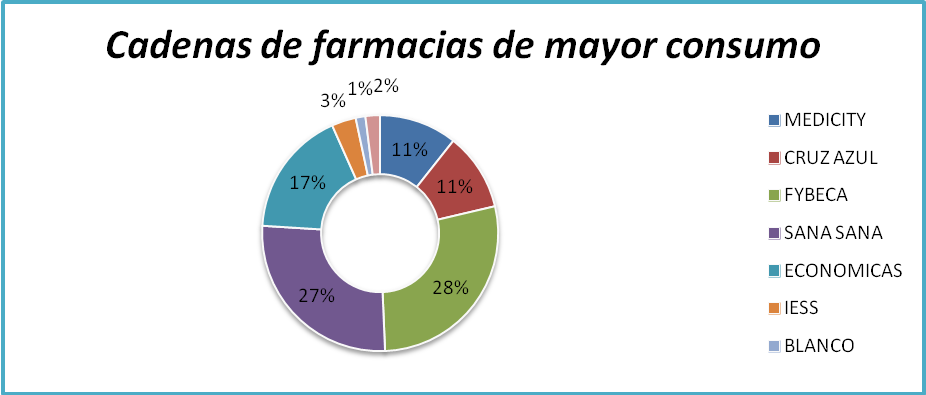 Cadenas de farmacias de mayor consumo
3%
1%
2%
11%
11%
28%
27%
17%
MEDICITY
CRUZ AZUL
FYBECA
SANA SANA
ECONOMICAS
IESS
BLANCO